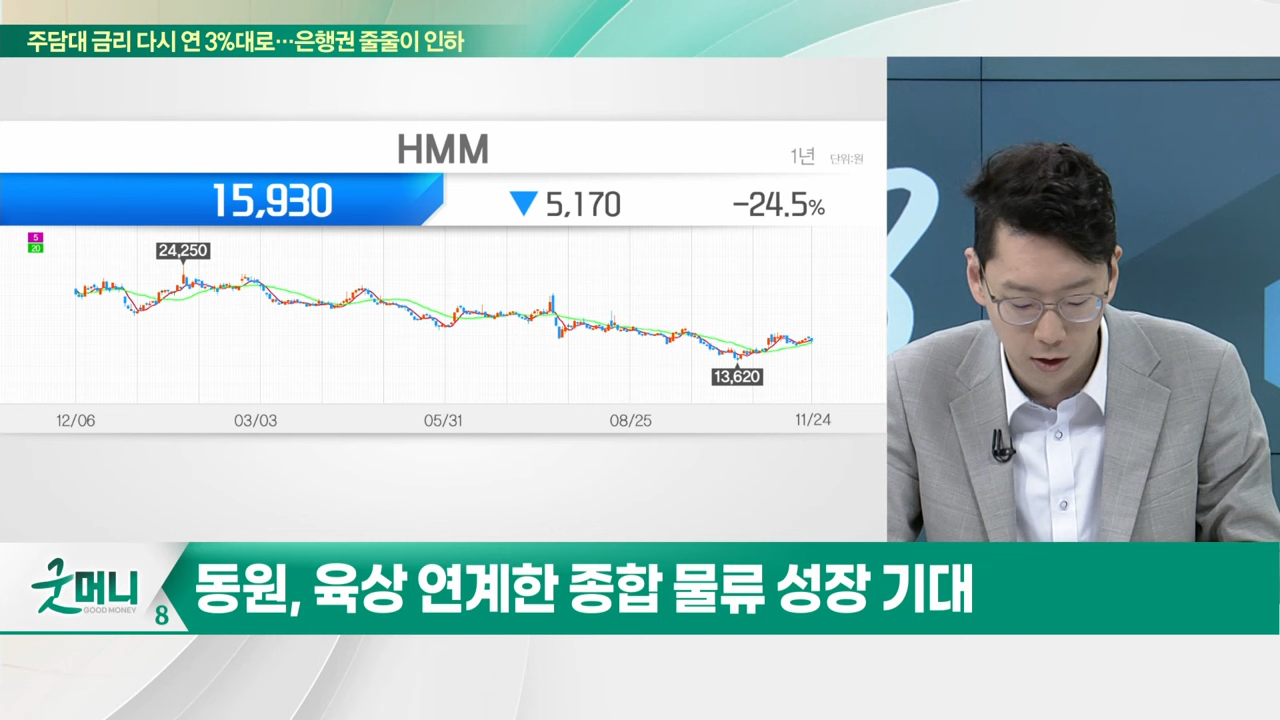 주담대 금리 다시 연 3%대로…은행권 줄줄이 인하
HMM
1년 단위:원
15,930 ▼ 5,170 -24.5%
5
20
24,250
13,620
12/06 03/03 05/31 08/25 11/24
굿머니
GOOD MONEY
8
동원, 육상 연계한 종합 물류 성장 기대